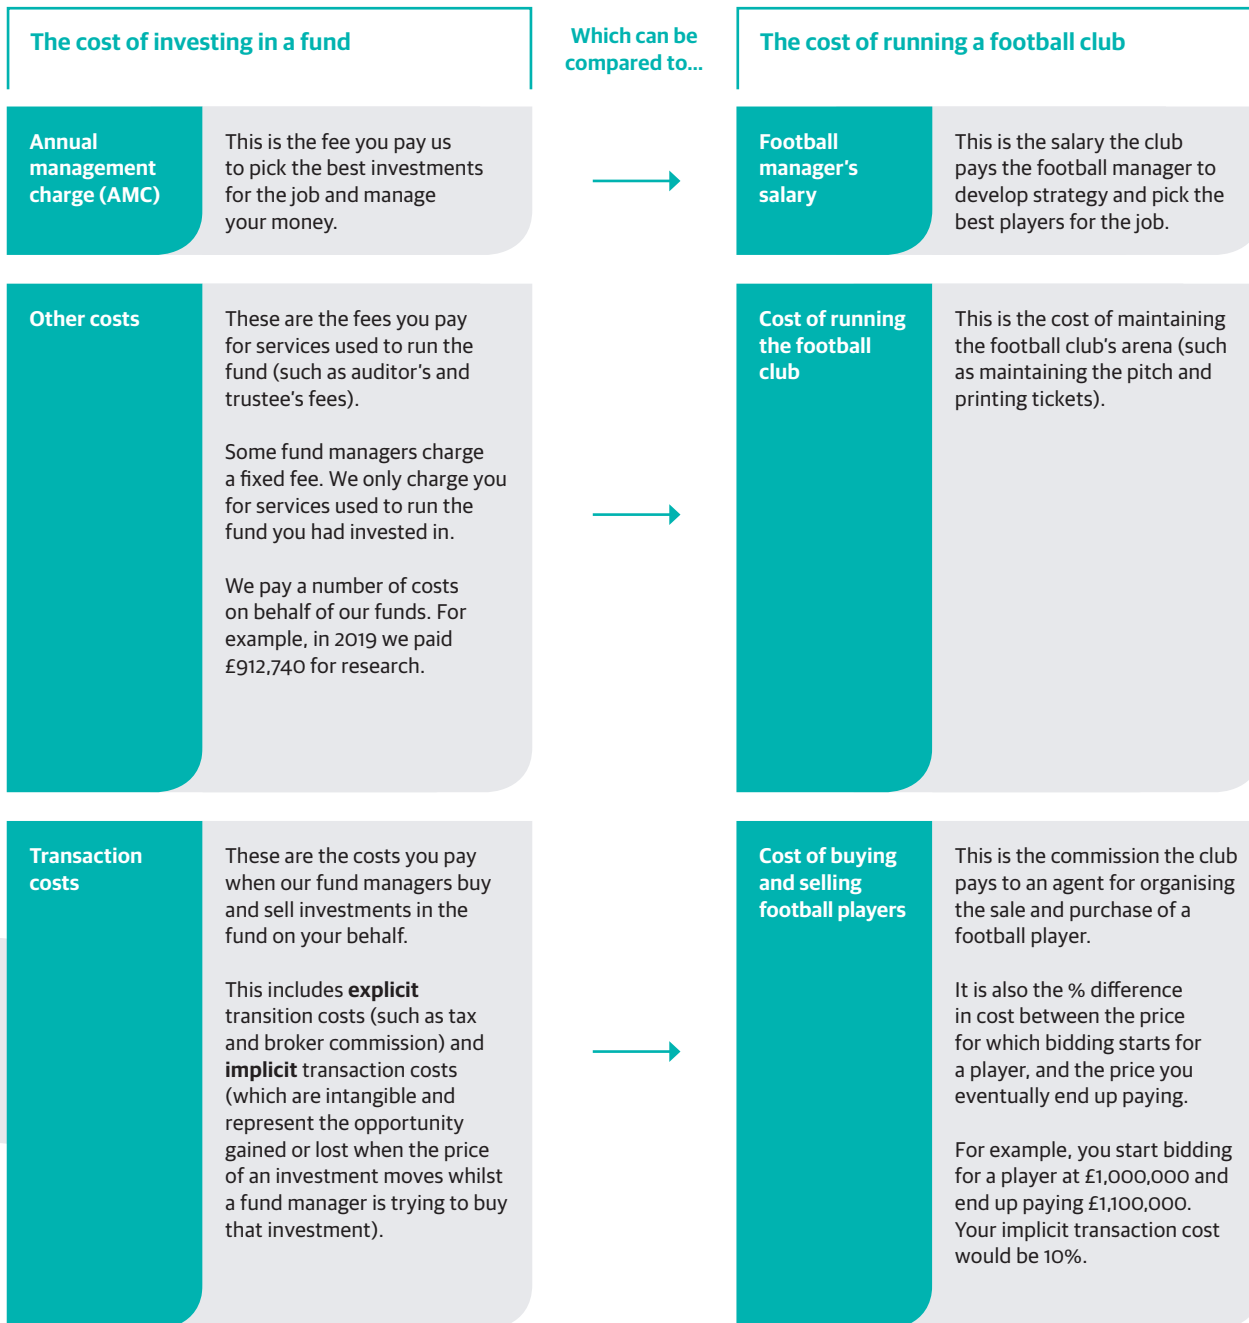 The cost of investing in a fund
Which can be
compared to...
The cost of running a football club
Annual
management
charge (AMC)
This is the fee you pay us
to pick the best investments
for the job and manage
your money.
Football
manager's
salary
This is the salary the club
pays the football manager to
develop strategy and pick the
best players for the job.
Other costs
These are the fees you pay
for services used to run the
fund (such as auditor's and
trustee's fees).
Some fund managers charge
a fixed fee. We only charge you
for services used to run the
fund you had invested in.
We pay a number of costs
on behalf of our funds. For
example, in 2019 we paid
£912,740 for research.
Cost of running
the football
club
This is the cost of maintaining
the football club's arena (such
as maintaining the pitch and
printing tickets).
Transaction
costs
These are the costs you pay
when our fund managers buy
and sell investments in the
fund on your behalf.
This includes explicit
transition costs (such as tax
and broker commission) and
implicit transaction costs
(which are intangible and
represent the opportunity
gained or lost when the price
of an investment moves whilst
a fund manager is trying to buy
that investment).
Cost of buying
and selling
football players
This is the commission the club
pays to an agent for organising
the sale and purchase of a
football player.
It is also the % difference
in cost between the price
for which bidding starts for
a player, and the price you
eventually end up paying.
For example, you start bidding
for a player at £1,000,000 and
end up paying £1,100,000.
Your implicit transaction cost
would be 10%.